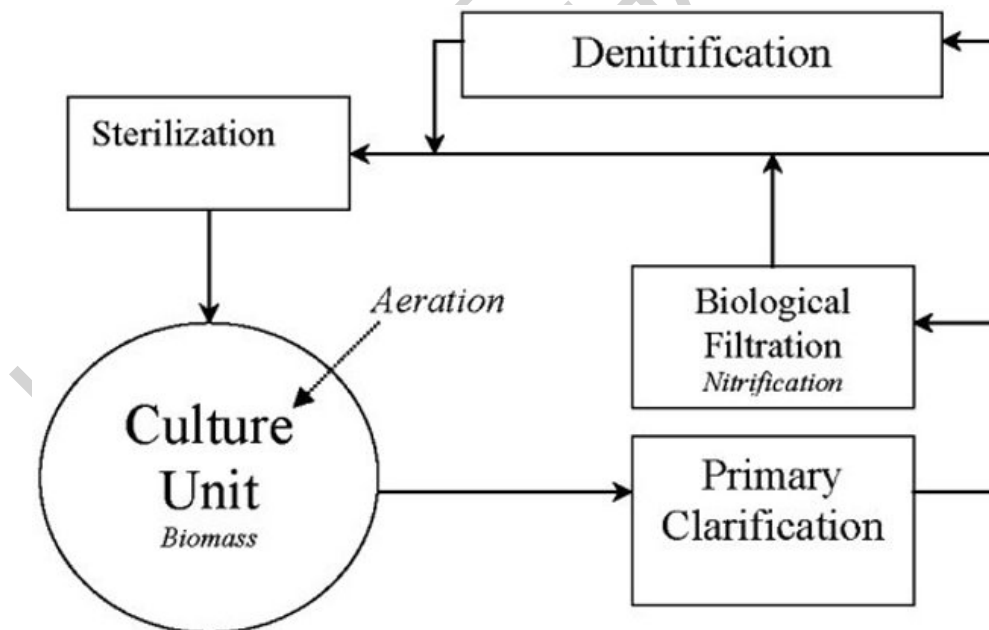 Denitrification
Sterilization
Aeration
Biological
Filtration
Nitrification
Culture
Unit
Biomass
Primary
Clarification